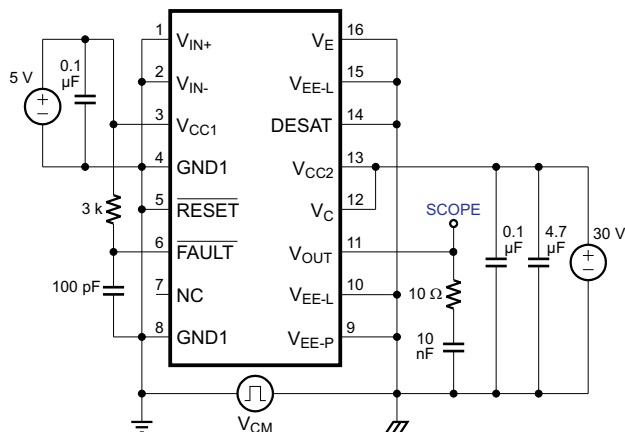 1 V_IN+ V_E 16
2 V_IN- V_EE-L 15
5 V
0.1 µF
3 V_CC1 DESAT 14
4 GND1 V_CC2 13
3 k
5 RESET V_C 12
SCOPE
6 FAULT V_OUT 11
0.1 µF
4.7 µF
30 V
100 pF
7 NC V_EE-L 10
10 Ω
8 GND1 V_EE-P 9
10 nF
V_CM